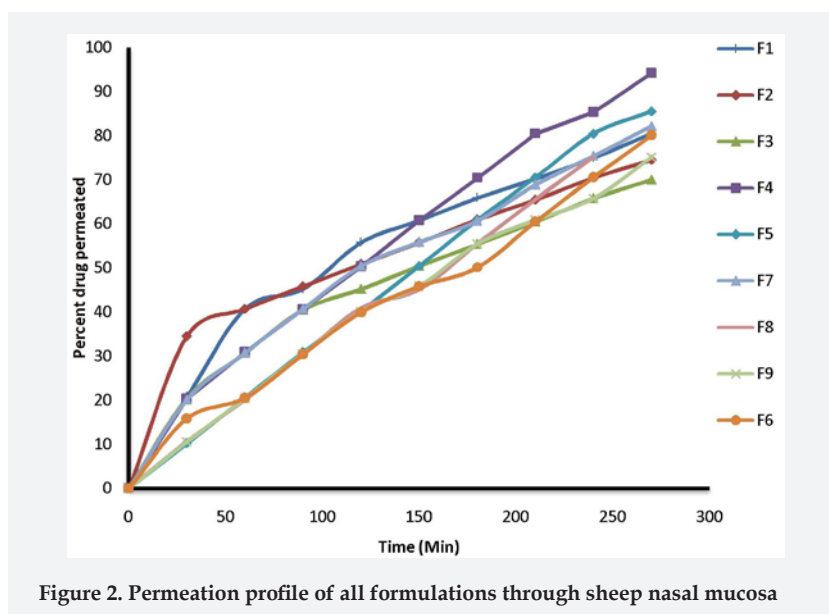 100
90
80
70
60
50
40
30
20
10
0
Percent drug permeated
0 50 100 150 200 250 300
Time (Min)
F1
F2
F3
F4
F5
F7
F8
F9
F6
Figure 2. Permeation profile of all formulations through sheep nasal mucosa